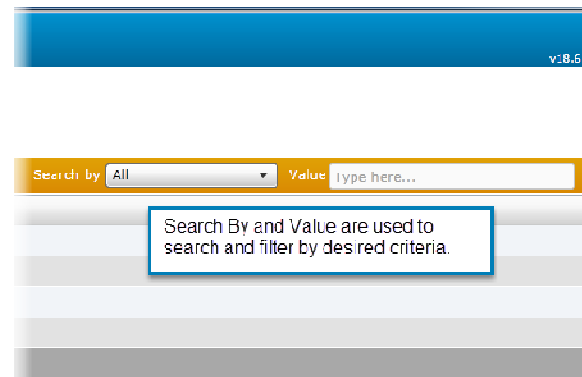 v18.6
Search by All Value Type here...
Search By and Value are used to
search and filter by desired criteria.